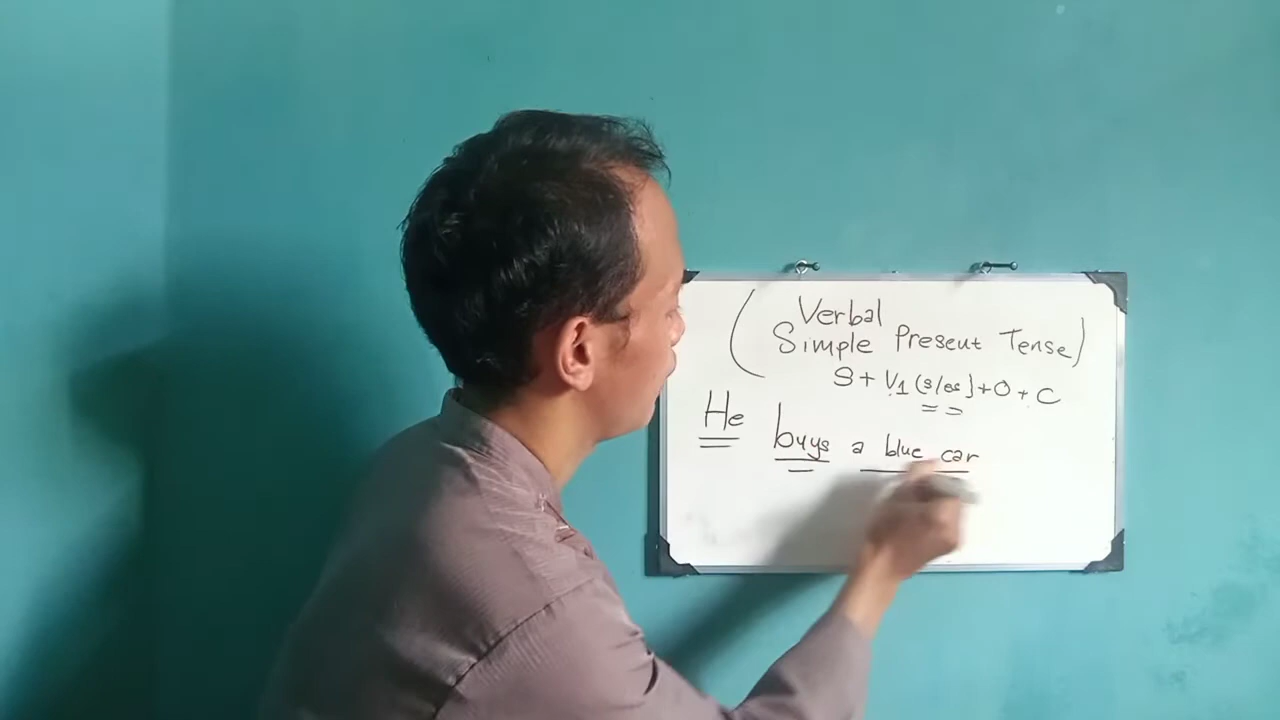 (Verbal
Simple Present Tense)
S + V1 (s/es) + O + C
He buys a blue car